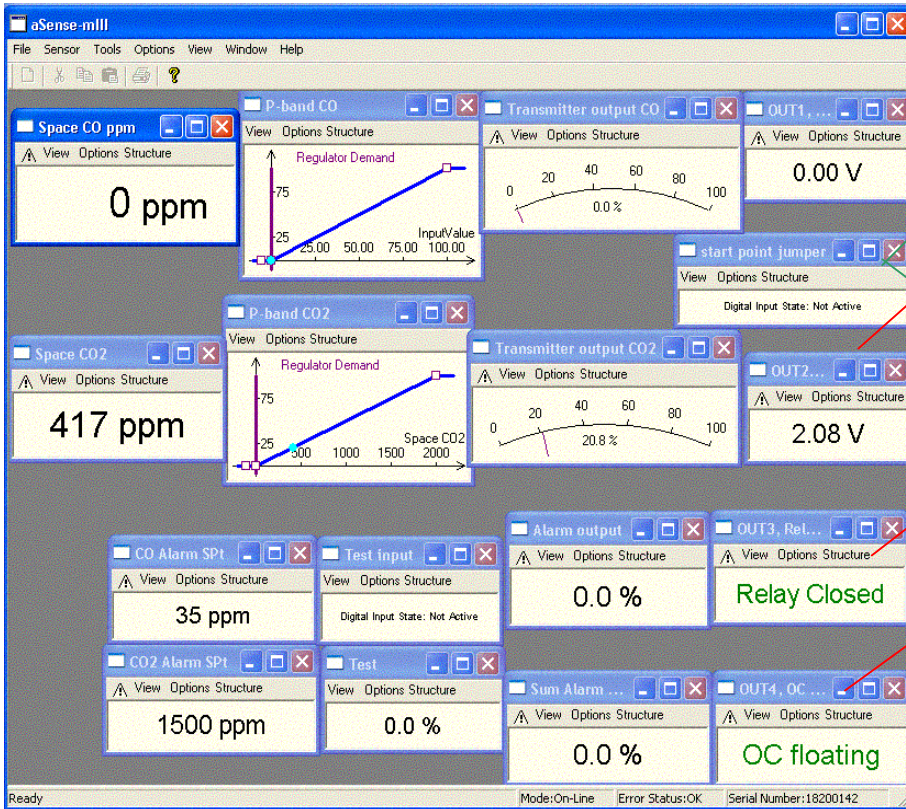 aSense-mIII
File Sensor Tools Options View Window Help
Space CO ppm
View Options Structure
0 ppm
P-band CO
View Options Structure
Regulator Demand
75
25
25.00 50.00 75.00 100.00
InputValue
Transmitter output CO
View Options Structure
0 20 40 60 80 100
0.0 %
OUT1, ...
View Options Structure
0.00 V
start point jumper
View Options Structure
Digital Input State: Not Active
Space CO2
View Options Structure
417 ppm
P-band CO2
View Options Structure
Regulator Demand
75
25
500 1000 1500 2000
Space CO2
Transmitter output CO2
View Options Structure
0 20 40 60 80 100
20.8 %
OUT2...
View Options Structure
2.08 V
CO Alarm SPt
View Options Structure
35 ppm
Test input
View Options Structure
Digital Input State: Not Active
Alarm output
View Options Structure
0.0 %
OUT3, Rel...
View Options Structure
Relay Closed
CO2 Alarm SPt
View Options Structure
1500 ppm
Test
View Options Structure
0.0 %
Sum Alarm ...
View Options Structure
0.0 %
OUT4, OC ...
View Options Structure
OC floating
Ready
Mode:On-Line Error Status:OK Serial Number:18200142